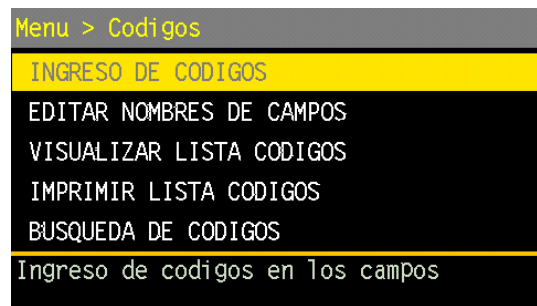 Menu > Codigos
INGRESO DE CODIGOS
EDITAR NOMBRES DE CAMPOS
VISUALIZAR LISTA CODIGOS
IMPRIMIR LISTA CODIGOS
BUSQUEDA DE CODIGOS
Ingreso de codigos en los campos